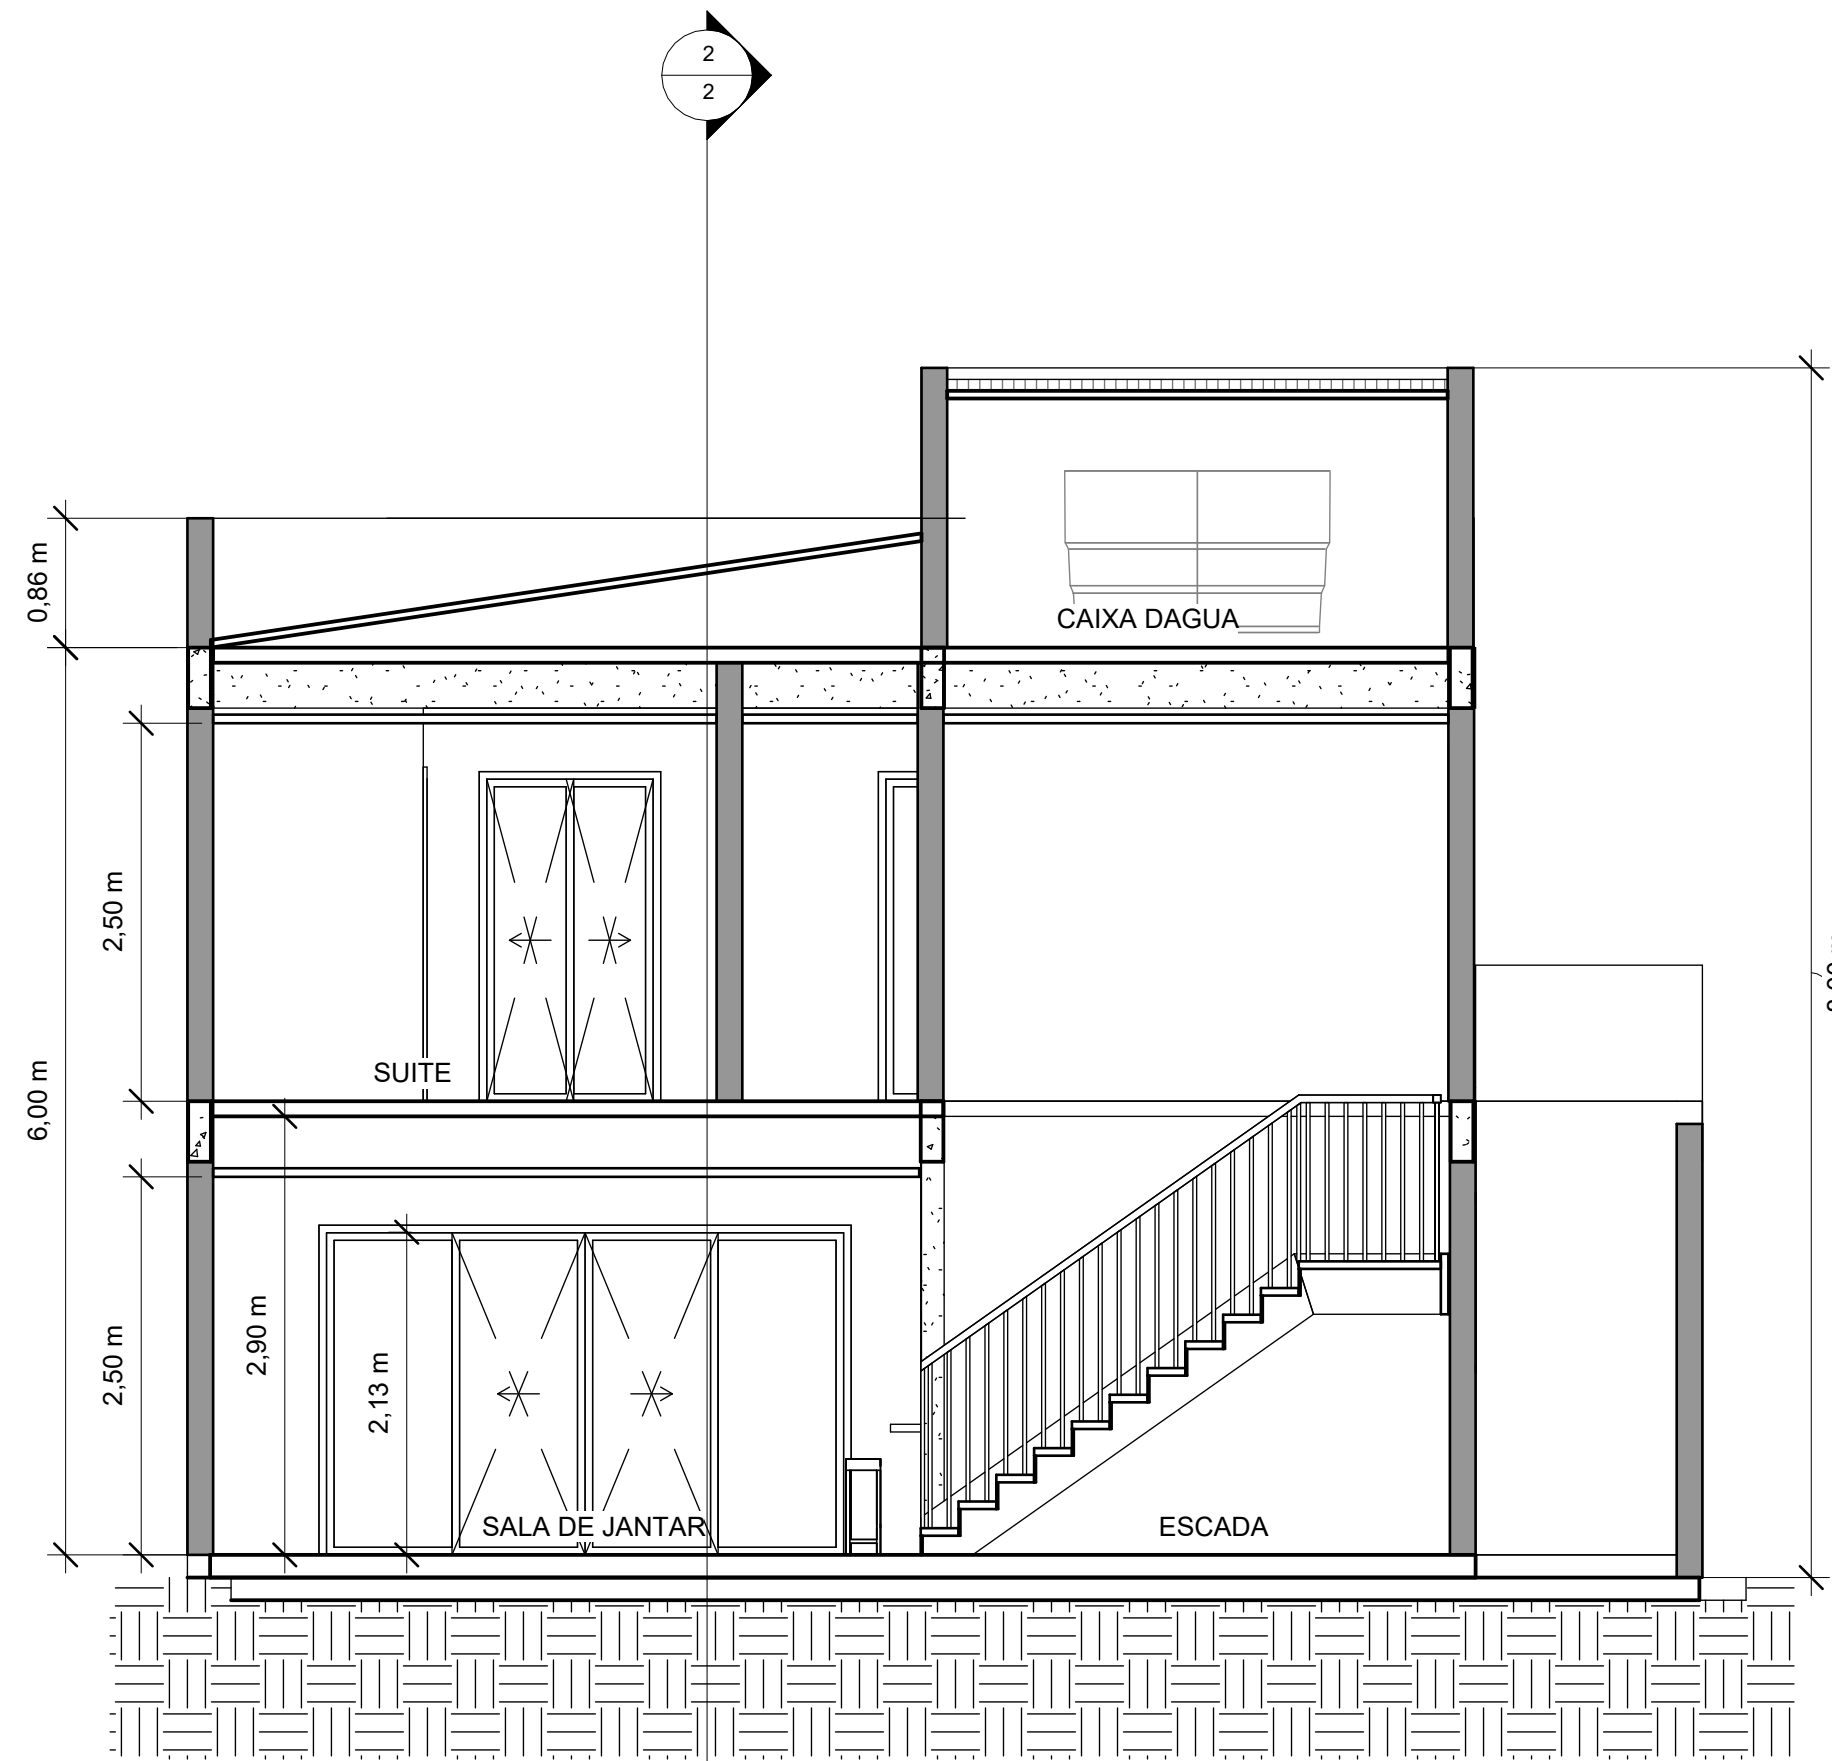 2
2
0,86 m
CAIXA DAGUA
2,50 m
SUITE
6,00 m
2,90 m
2,50 m
2,13 m
SALA DE JANTAR
ESCADA